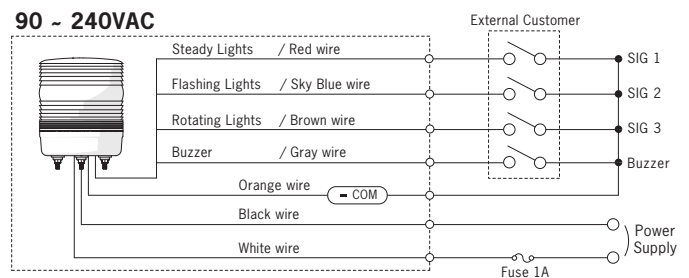 90 ~ 240VAC
External Customer
Steady Lights / Red wire
SIG 1
Flashing Lights / Sky Blue wire
SIG 2
Rotating Lights / Brown wire
SIG 3
Buzzer / Gray wire
Buzzer
Orange wire
- COM
Black wire
Power
Supply
White wire
Fuse 1A